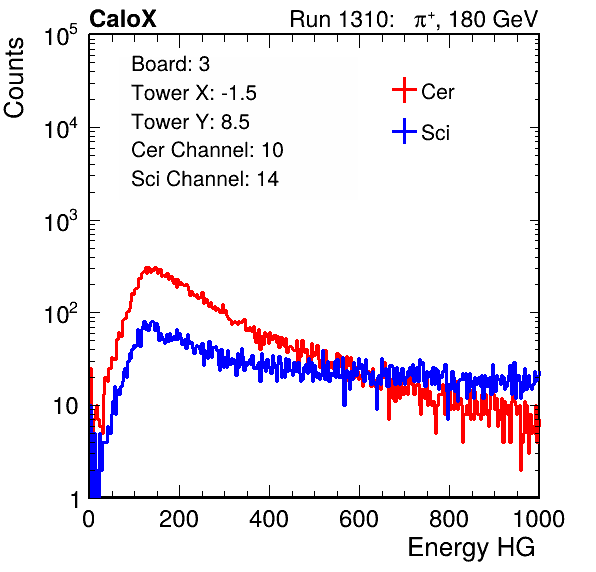 CaloX Run 1310: π⁺, 180 GeV
Counts
10⁵
10⁴
10³
10²
10
1
Board: 3
Tower X: -1.5
Tower Y: 8.5
Cer Channel: 10
Sci Channel: 14
Cer
Sci
0 200 400 600 800 1000
Energy HG